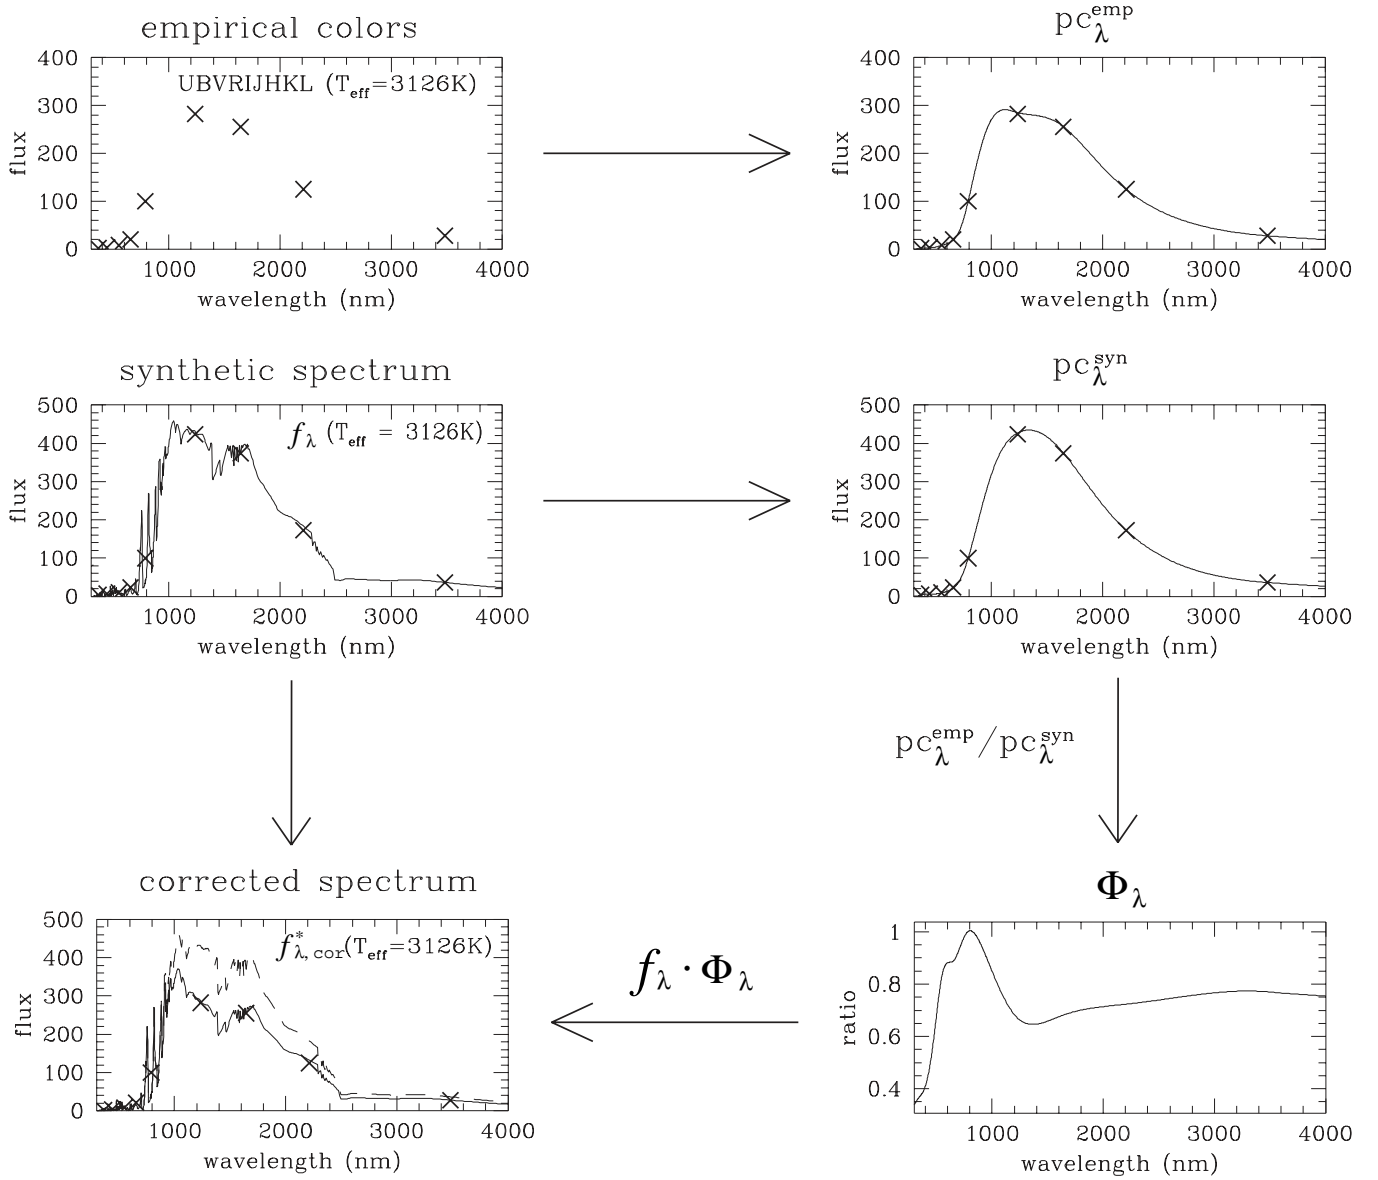 empirical colors
UBVRIJHKL (T_eff=3126K)
400
300
200
100
0
flux
1000 2000 3000 4000
wavelength (nm)
pc_λ^emp
400
300
200
100
0
flux
1000 2000 3000 4000
wavelength (nm)
synthetic spectrum
f_λ (T_eff = 3126K)
500
400
300
200
100
0
flux
1000 2000 3000 4000
wavelength (nm)
pc_λ^syn
500
400
300
200
100
0
flux
1000 2000 3000 4000
wavelength (nm)
pc_λ^emp/pc_λ^syn
corrected spectrum
f*_λ,cor(T_eff=3126K)
500
400
300
200
100
0
flux
1000 2000 3000 4000
wavelength (nm)
f_λ·Φ_λ
Φ_λ
1
0.8
0.6
0.4
ratio
1000 2000 3000 4000
wavelength (nm)